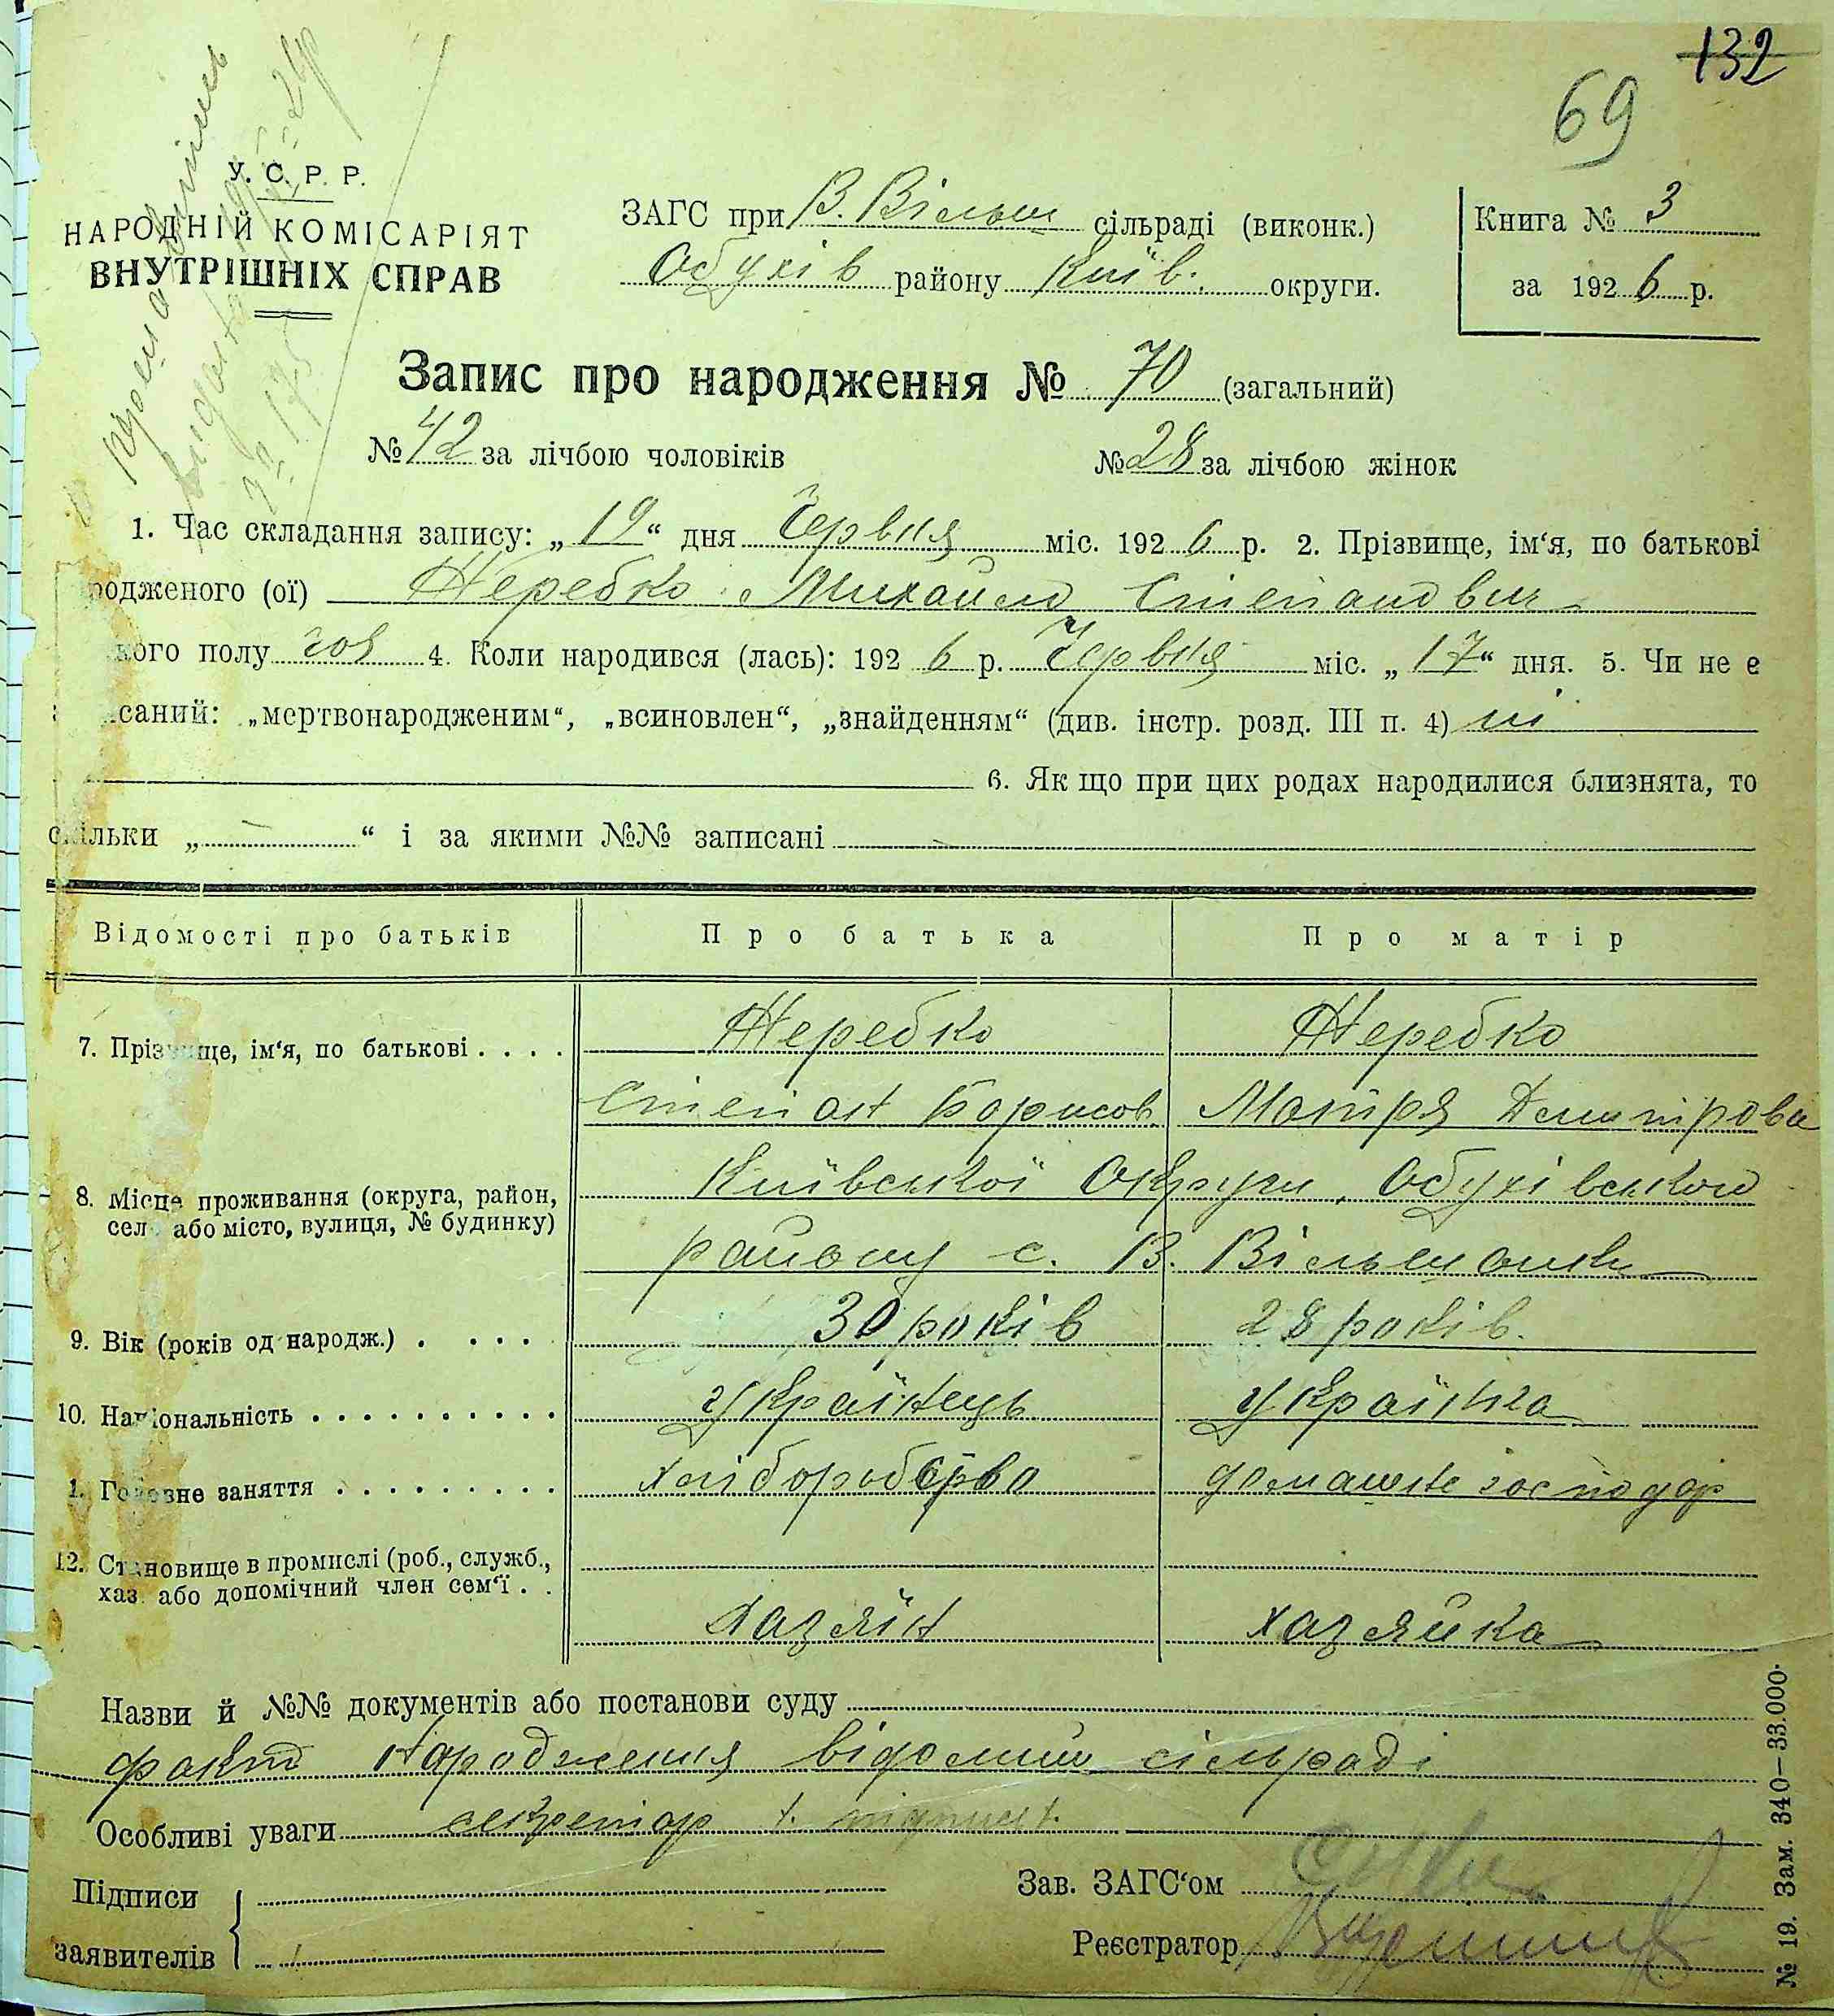 132
69
У. С. Р. Р.
НАРОДНІЙ КОМІСАРІЯТ
ВНУТРІШНІХ СПРАВ
ЗАГС при В. Вільш сільраді (виконк.)
Обухів району Київ. округи.
Книга № 3
за 1926 р.
Запис про народження № 70 (загальний)
№ 42 за лічбою чоловіків
№ 28 за лічбою жінок
1. Час складання запису: „19“ дня Червня міс. 1926 р. 2. Прізвище, ім‘я, по батькові
родженого (ої) Жеребко Михайло Степанович
кого полу чол 4. Коли народився (лась): 1926 р. Червня міс. „17“ дня. 5. Чи не є
саний: „мертвонародженим“, „всиновлен“, „знайденням“ (див. інстр. розд. III п. 4) ні
6. Як що при цих родах народилися близнята, то
скільки „ — “ і за якими №№ записані —
Відомості про батьків Про батька Про матір
7. Прізвище, ім‘я, по батькові . . . . Жеребко Жеребко
Степан Борисов Мотря Дмитрова
8. Місце проживання (округа, район, село або місто, вулиця, № будинку) Київської Округи, Обухівського
району с. В. Вільшанки
9. Вік (років од народж.) . . . . 30 років 28 років.
10. Національність . . . . . . . . . . Українець Українка
1. Головне заняття . . . . . . . . . хліборобство домашнє господар
12. Становище в промислі (роб., служб.,
хаз. або допомічний член сем‘ї . .
Хазяїн хазяйка
Назви й №№ документів або постанови суду
факт народження відомий сільраді
Особливі уваги секретар /. підпис /.
Підписи
заявителів
Зав. ЗАГС‘ом
Реєстратор
№ 19. Зам. 340—33.000.